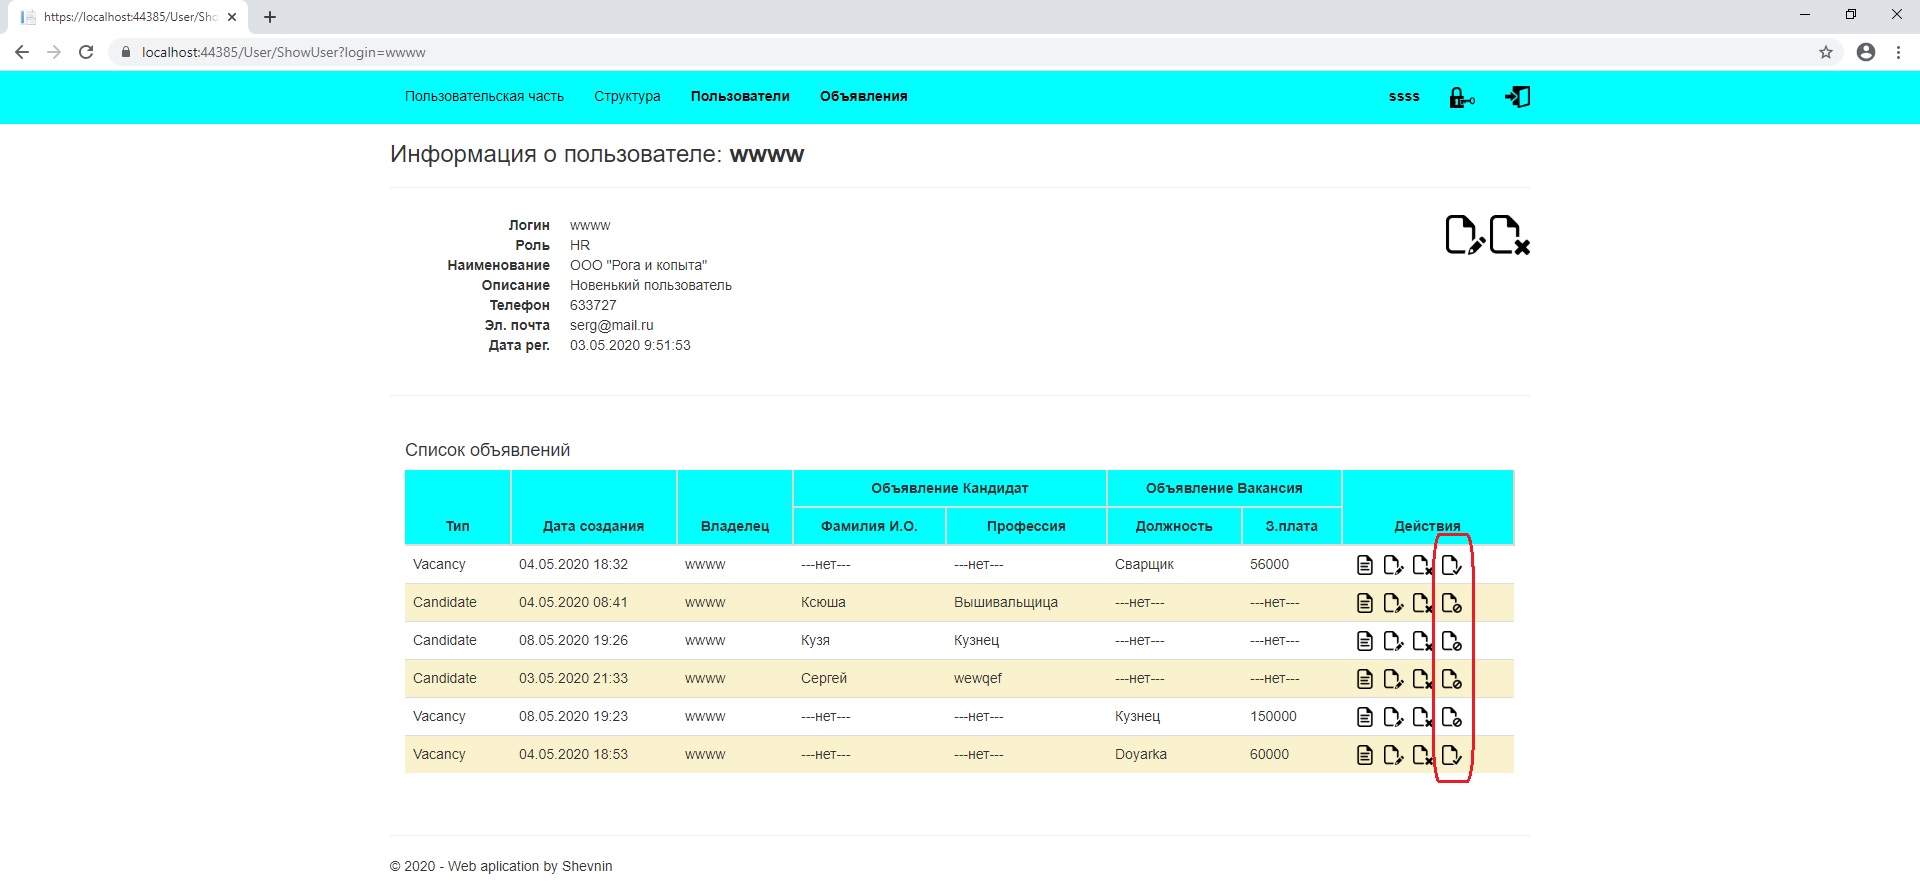 https://localhost:44385/User/Sho
localhost:44385/User/ShowUser?login=wwww
Пользовательская часть Структура Пользователи Объявления ssss
Информация о пользователе: wwww
Логин wwww
Роль HR
Наименование ООО "Рога и копыта"
Описание Новенький пользователь
Телефон 633727
Эл. почта serg@mail.ru
Дата рег. 03.05.2020 9:51:53
Список объявлений
Объявление Кандидат Объявление Вакансия
Тип Дата создания Владелец Фамилия И.О. Профессия Должность З.плата Действия
Vacancy 04.05.2020 18:32 wwww ---нет--- ---нет--- Сварщик 56000
Candidate 04.05.2020 08:41 wwww Ксюша Вышивальщица ---нет--- ---нет---
Candidate 08.05.2020 19:26 wwww Кузя Кузнец ---нет--- ---нет---
Candidate 03.05.2020 21:33 wwww Сергей wewqef ---нет--- ---нет---
Vacancy 08.05.2020 19:23 wwww ---нет--- ---нет--- Кузнец 150000
Vacancy 04.05.2020 18:53 wwww ---нет--- ---нет--- Doyarka 60000
© 2020 - Web aplication by Shevnin